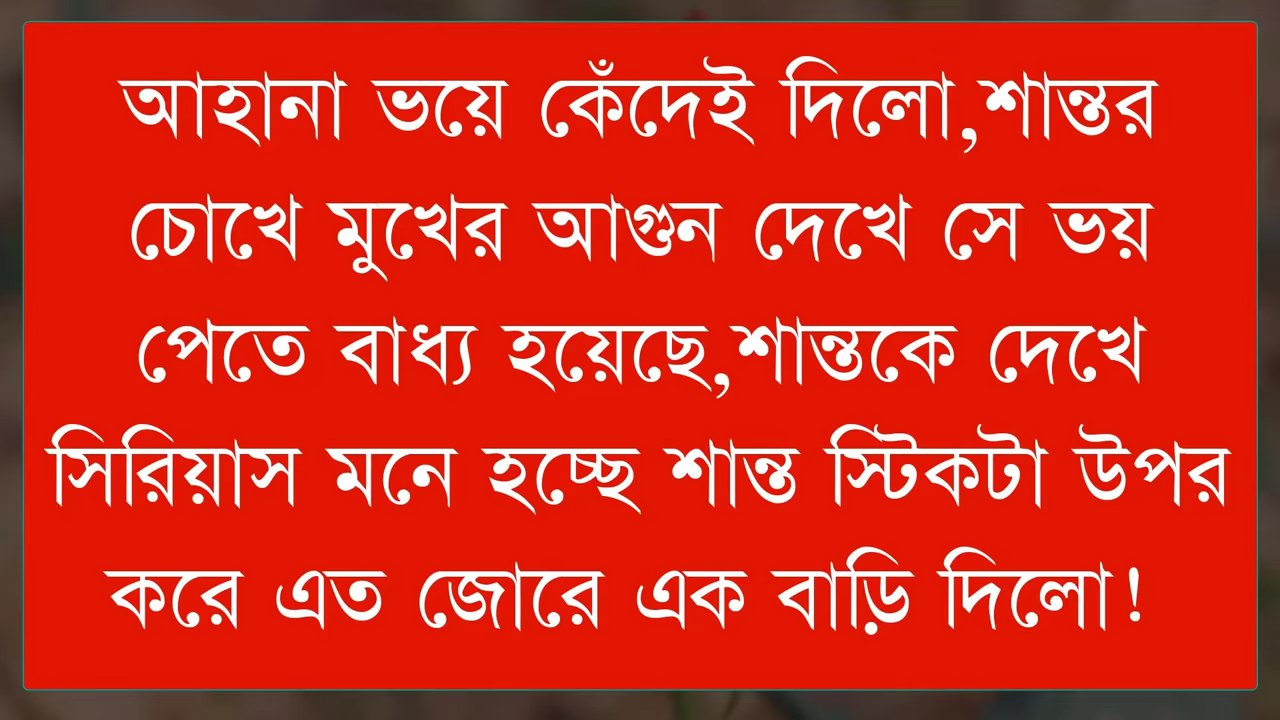 আহানা ভয়ে কেঁদেই দিলো,শান্তর
চোখে মুখের আগুন দেখে সে ভয়
পেতে বাধ্য হয়েছে,শান্তকে দেখে
সিরিয়াস মনে হচ্ছে শান্ত স্টিকটা উপর
করে এত জোরে এক বাড়ি দিলো!